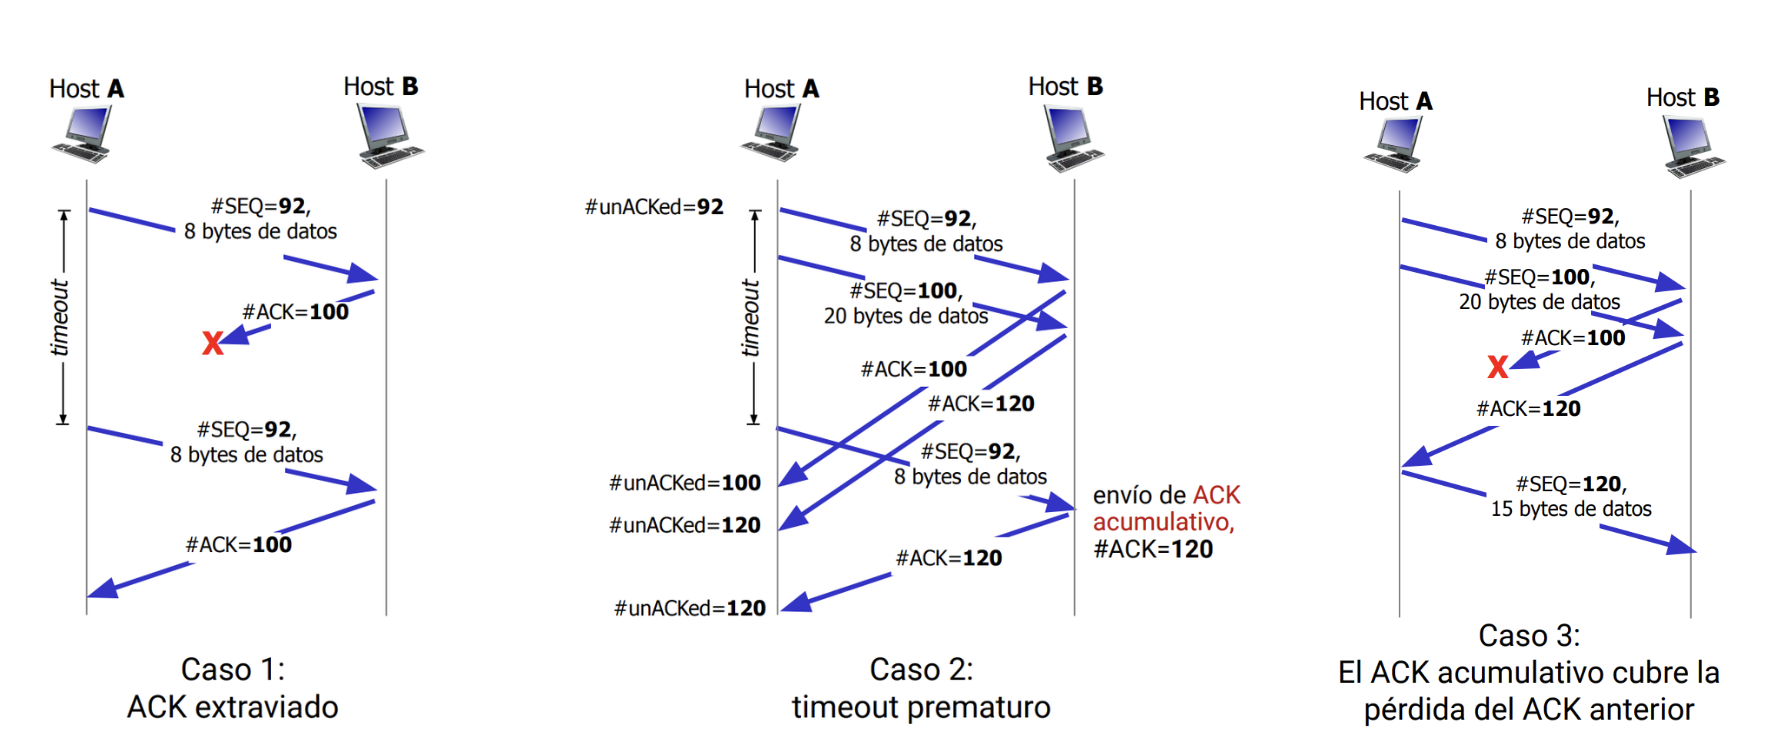 Host A
Host B
#SEQ=92,
8 bytes de datos
timeout
#ACK=100
X
#SEQ=92,
8 bytes de datos
#ACK=100
Caso 1:
ACK extraviado
Host A
Host B
#unACKed=92
#SEQ=92,
8 bytes de datos
timeout
#SEQ=100,
20 bytes de datos
#ACK=100
#ACK=120
#SEQ=92,
8 bytes de datos
#unACKed=100
#unACKed=120
envío de ACK
acumulativo,
#ACK=120
#ACK=120
#unACKed=120
Caso 2:
timeout prematuro
Host A
Host B
#SEQ=92,
8 bytes de datos
#SEQ=100,
20 bytes de datos
#ACK=100
X
#ACK=120
#SEQ=120,
15 bytes de datos
Caso 3:
El ACK acumulativo cubre la
pérdida del ACK anterior